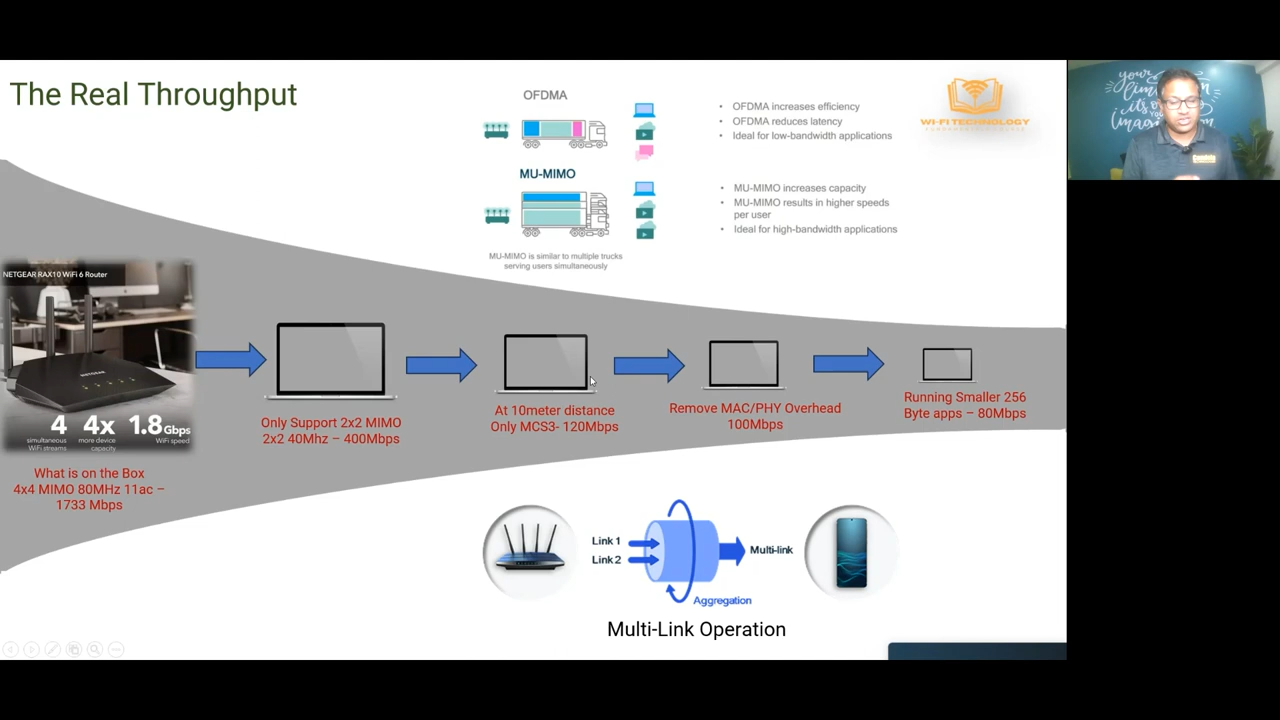 The Real Throughput
OFDMA
OFDMA increases efficiency
OFDMA reduces latency
Ideal for low-bandwidth applications
WI-FI TECHNOLOGY
MU-MIMO
MU-MIMO increases capacity
MU-MIMO results in higher speeds
per user
Ideal for high-bandwidth applications
MU-MIMO is similar to multiple trucks
serving users simultaneously
your
it's
NETGEAR RAX10 WiFi 6 Router
NETGEAR
4 4x 1.8Gbps
simultaneous
WiFi streams
more device
capacity
WiFi speed
What is on the Box
4x4 MIMO 80MHz 11ac –
1733 Mbps
Only Support 2x2 MIMO
2x2 40Mhz – 400Mbps
At 10meter distance
Only MCS3- 120Mbps
Remove MAC/PHY Overhead
100Mbps
Running Smaller 256
Byte apps – 80Mbps
Link 1
Link 2
Multi-link
Aggregation
Multi-Link Operation